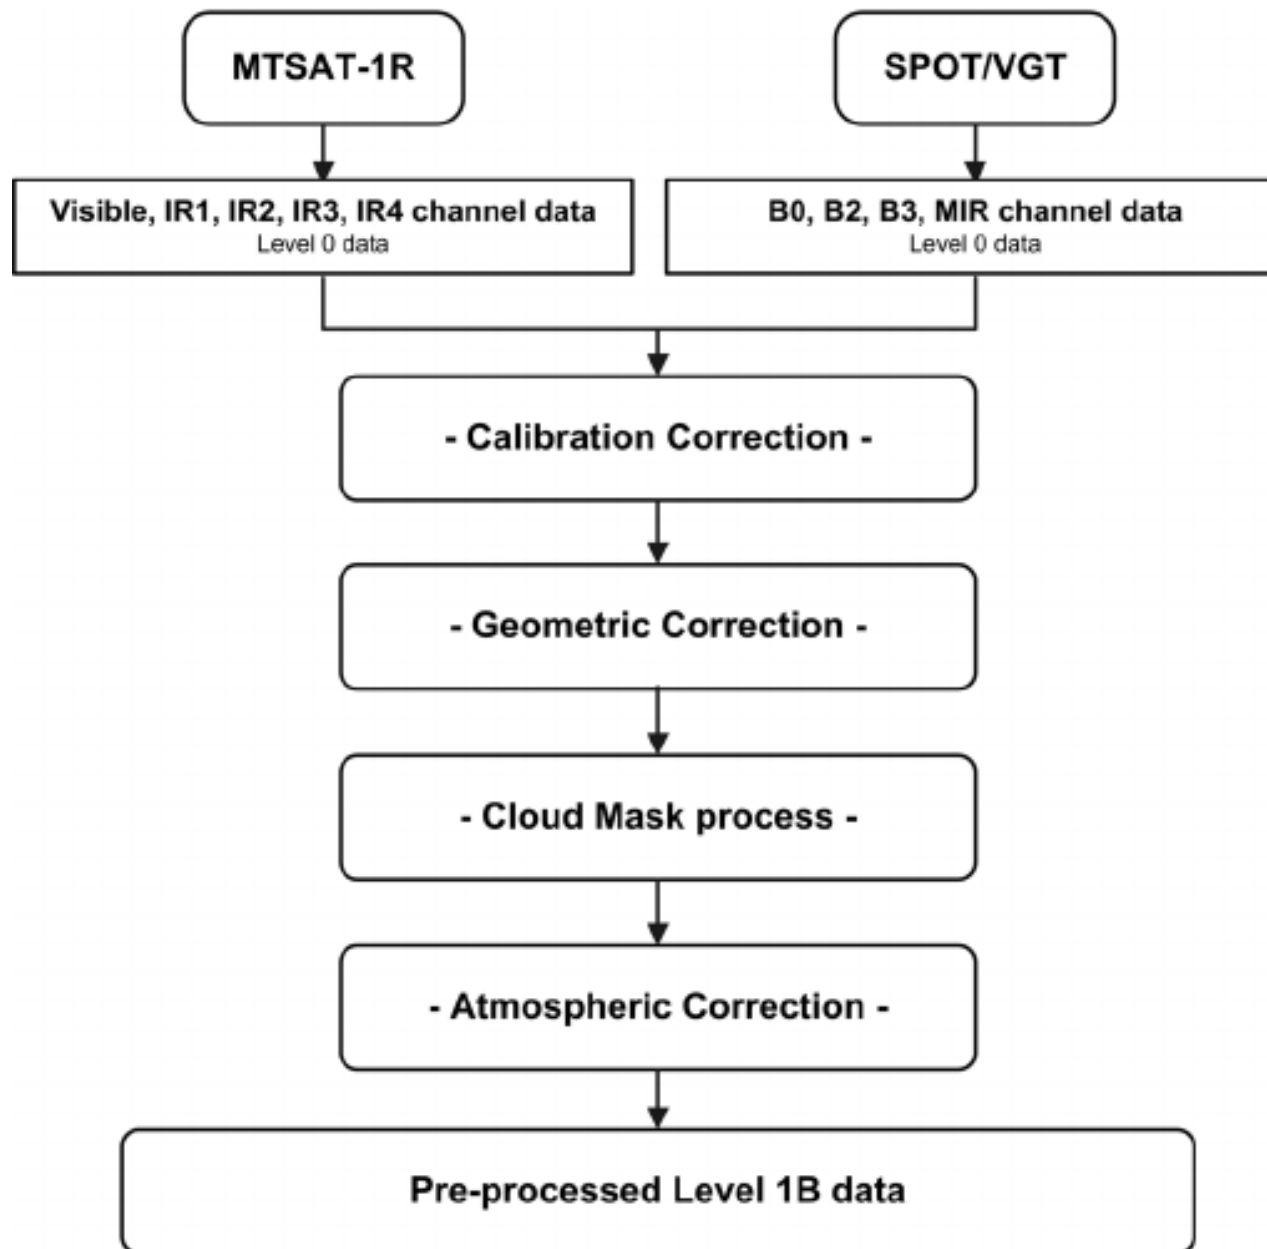 MTSAT-1R
SPOT/VGT
Visible, IR1, IR2, IR3, IR4 channel data
Level 0 data
B0, B2, B3, MIR channel data
Level 0 data
- Calibration Correction -
- Geometric Correction -
- Cloud Mask process -
- Atmospheric Correction -
Pre-processed Level 1B data